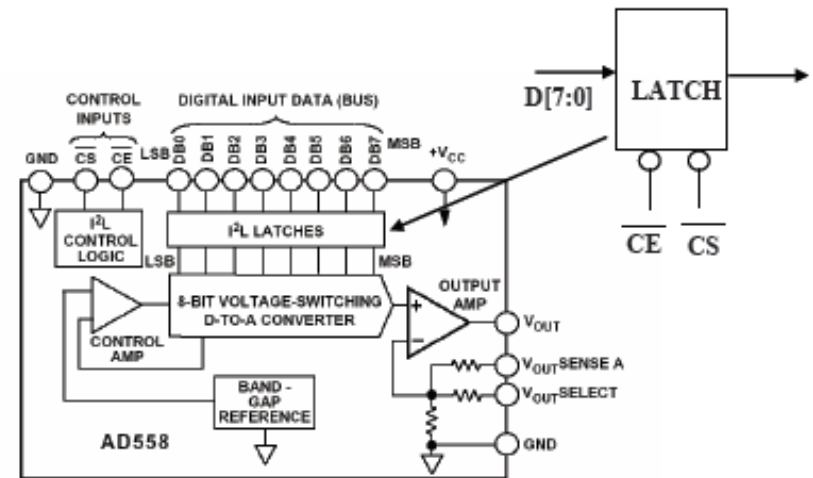 CONTROL
INPUTS
DIGITAL INPUT DATA (BUS)
GND
CS
CE
LSB
DB0
DB1
DB2
DB3
DB4
DB5
DB6
DB7
MSB
+VCC
I²L
CONTROL
LOGIC
I²L LATCHES
LSB
MSB
8-BIT VOLTAGE-SWITCHING
D-TO-A CONVERTER
OUTPUT
AMP
CONTROL
AMP
VOUT
VOUT SENSE A
VOUT SELECT
BAND -
GAP
REFERENCE
GND
AD558
D[7:0]
LATCH
CE
CS